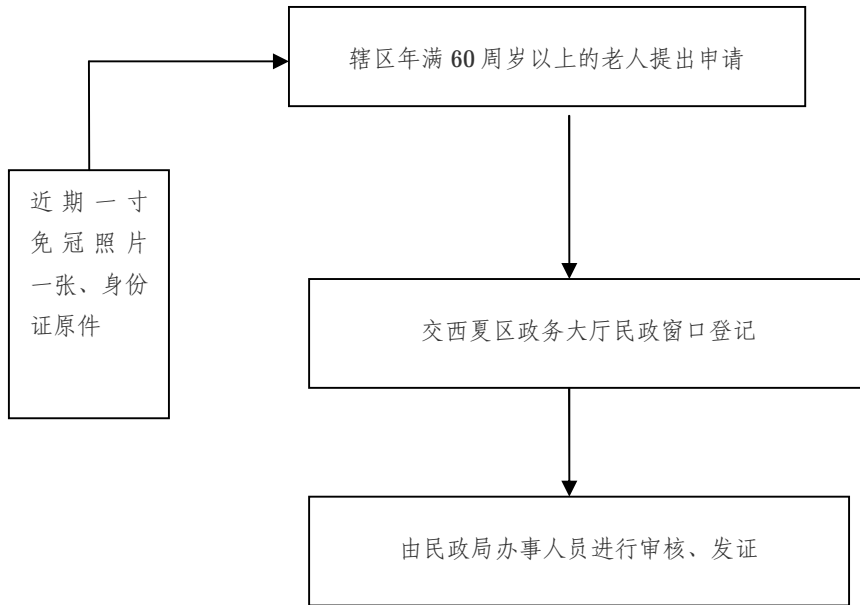 辖区年满 60 周岁以上的老人提出申请
近期一寸
免冠照片
一张、身份
证原件
交西夏区政务大厅民政窗口登记
由民政局办事人员进行审核、发证